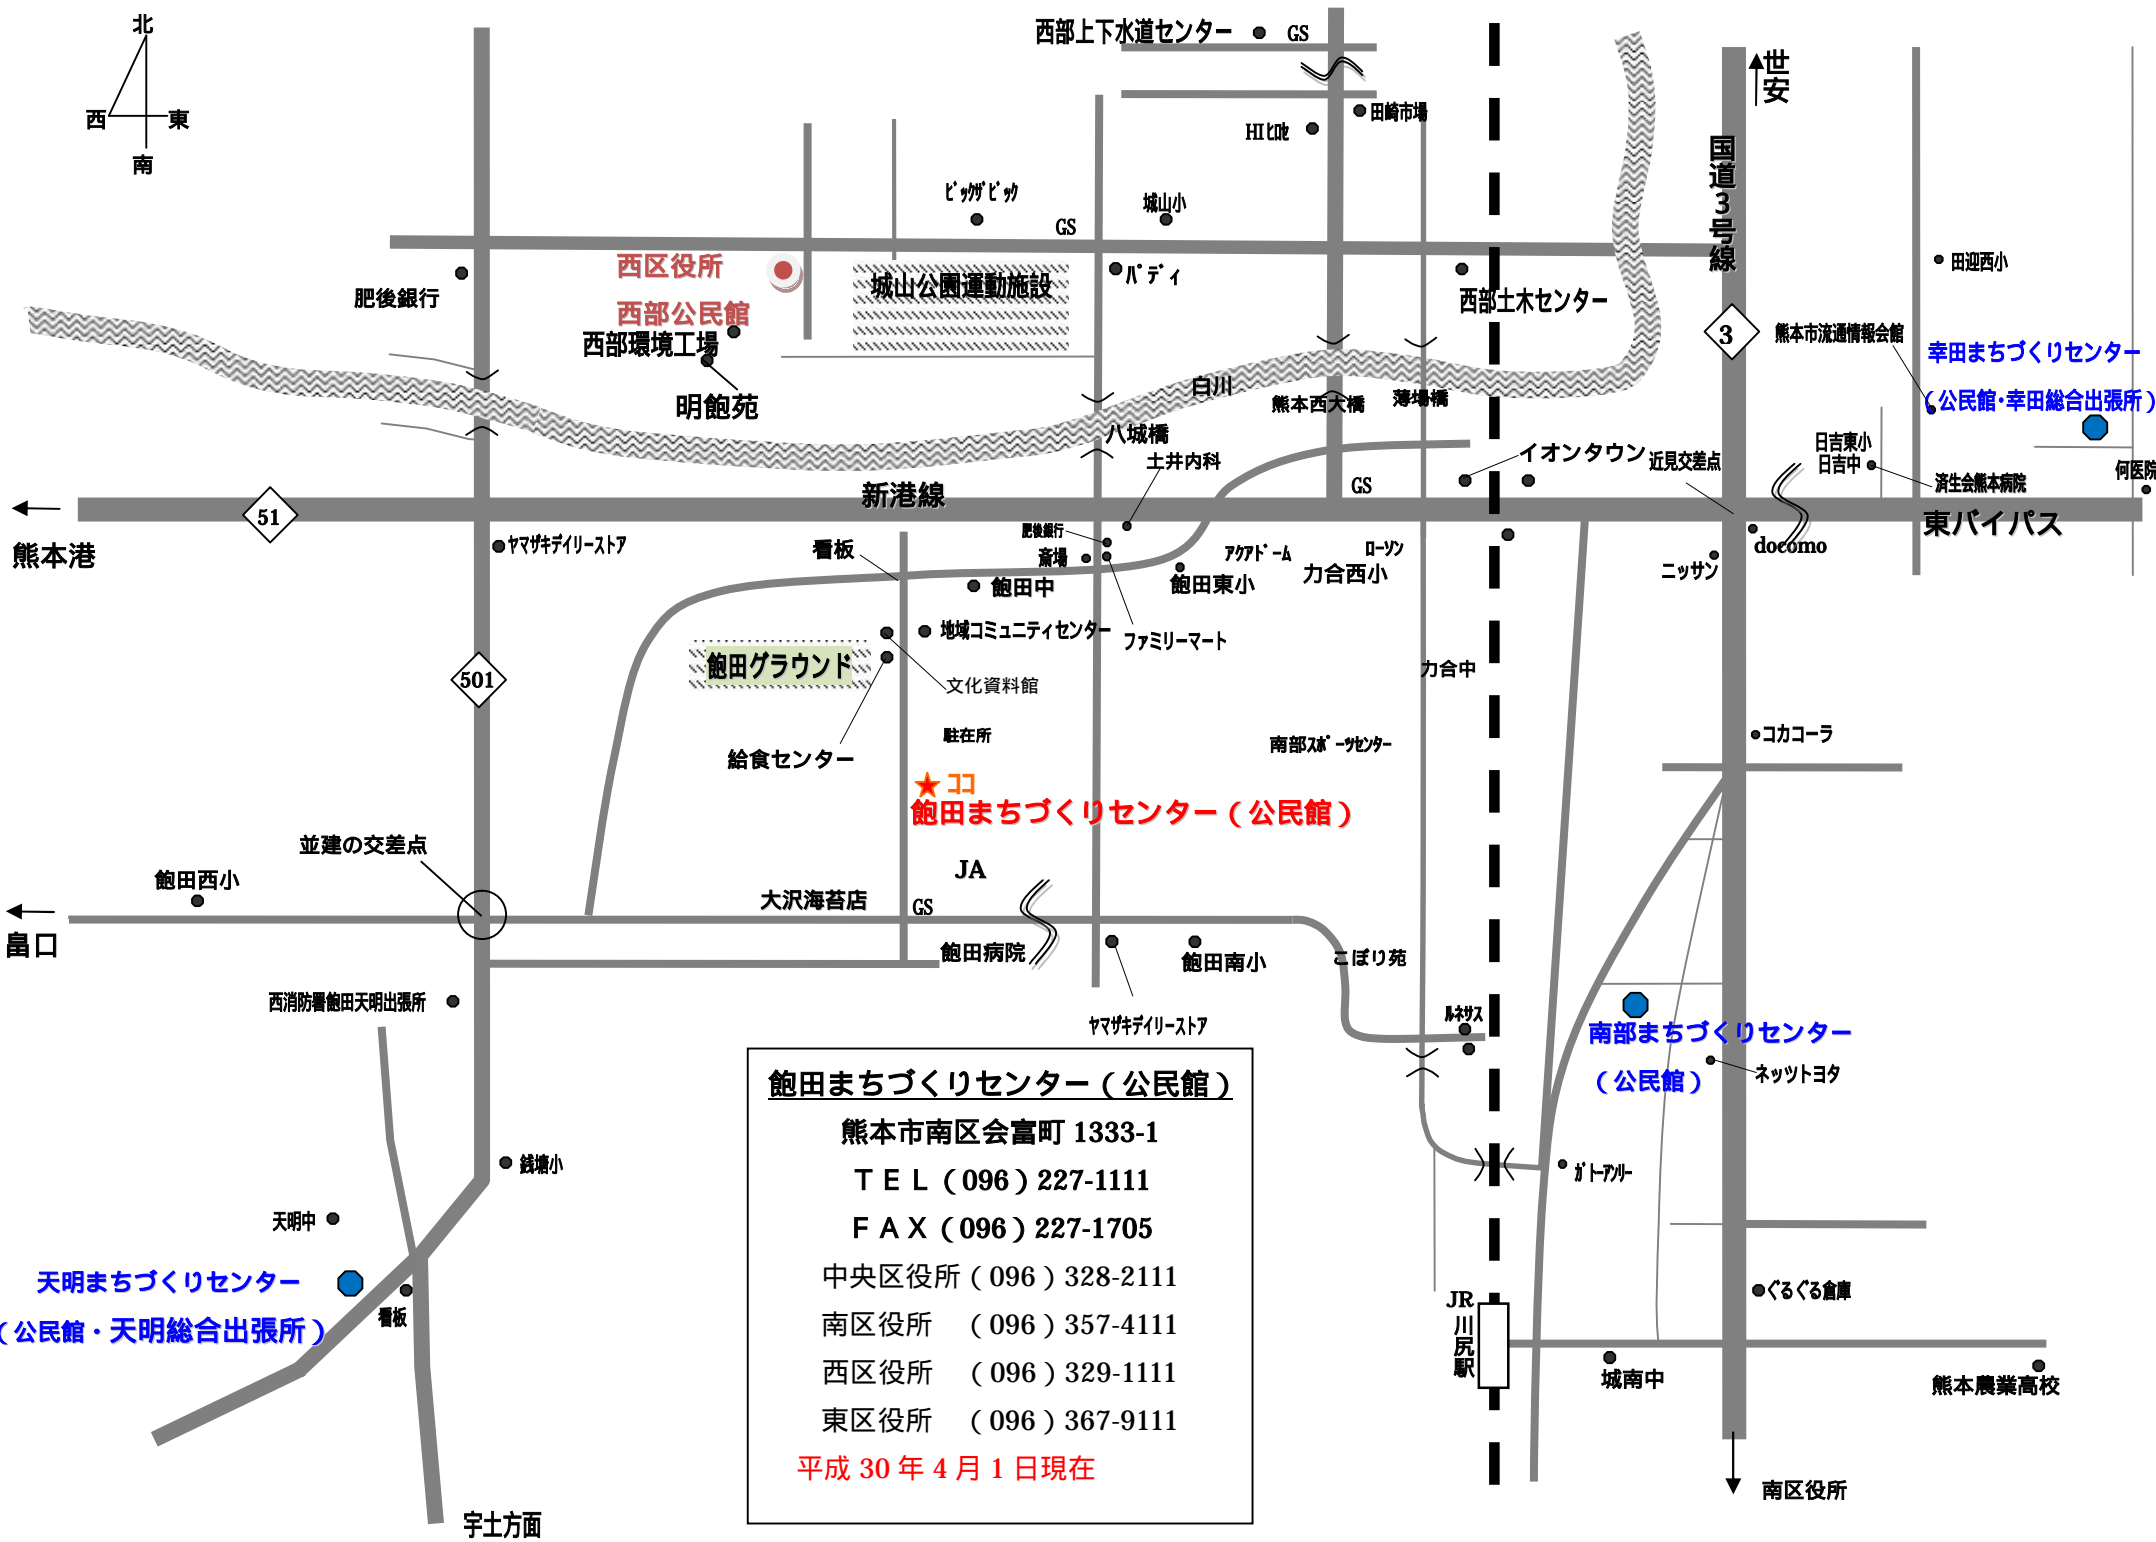 北
西
東
南
西部上下水道センター
GS
世安
田崎市場
HIヒロセ
国道３号線
ビックザビック
城山小
GS
西区役所
西部公民館
城山公園運動施設
パディ
田迎西小
肥後銀行
西部土木センター
西部環境工場
3
熊本市流通情報会館
幸田まちづくりセンター
（公民館･幸田総合出張所）
明飽苑
白川
熊本西大橋
薄場橋
八城橋
土井内科
イオンタウン
近見交差点
日吉東小
日吉中
済生会熊本病院
何医院
新港線
GS
51
東バイパス
熊本港
ヤマザキデイリーストア
看板
肥後銀行
斎場
アクアドーム
ローソン
docomo
ニッサン
飽田中
飽田東小
力合西小
地域コミュニティセンター
ファミリーマート
飽田グラウンド
力合中
501
文化資料館
駐在所
給食センター
南部スポーツセンター
コカコーラ
ココ
飽田まちづくりセンター（公民館）
並建の交差点
JA
飽田西小
大沢海苔店
GS
畠口
飽田病院
飽田南小
こぼり苑
西消防署飽田天明出張所
ヤマザキデイリーストア
ルネサス
南部まちづくりセンター
（公民館）
ネッツトヨタ
飽田まちづくりセンター（公民館）
熊本市南区会富町 1333-1
ＴＥＬ（096）227-1111
ＦＡＸ（096）227-1705
中央区役所（096）328-2111
南区役所　（096）357-4111
西区役所　（096）329-1111
東区役所　（096）367-9111
平成 30 年 4 月 1 日現在
銭塘小
ガトーアンリー
天明中
天明まちづくりセンター
（公民館・天明総合出張所）
看板
JR川尻駅
ぐるぐる倉庫
城南中
熊本農業高校
南区役所
宇土方面